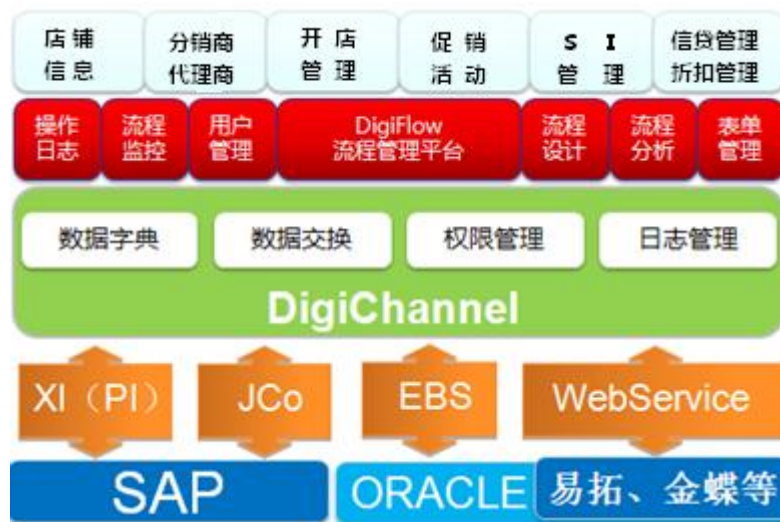 店铺
信息
分销商
代理商
开店
管理
促销
活动
SI
管理
信贷管理
折扣管理
操作
日志
流程
监控
用户
管理
DigiFlow
流程管理平台
流程
设计
流程
分析
表单
管理
数据字典
数据交换
权限管理
日志管理
DigiChannel
XI（PI）
JCo
EBS
WebService
SAP
ORACLE
易拓、金蝶等